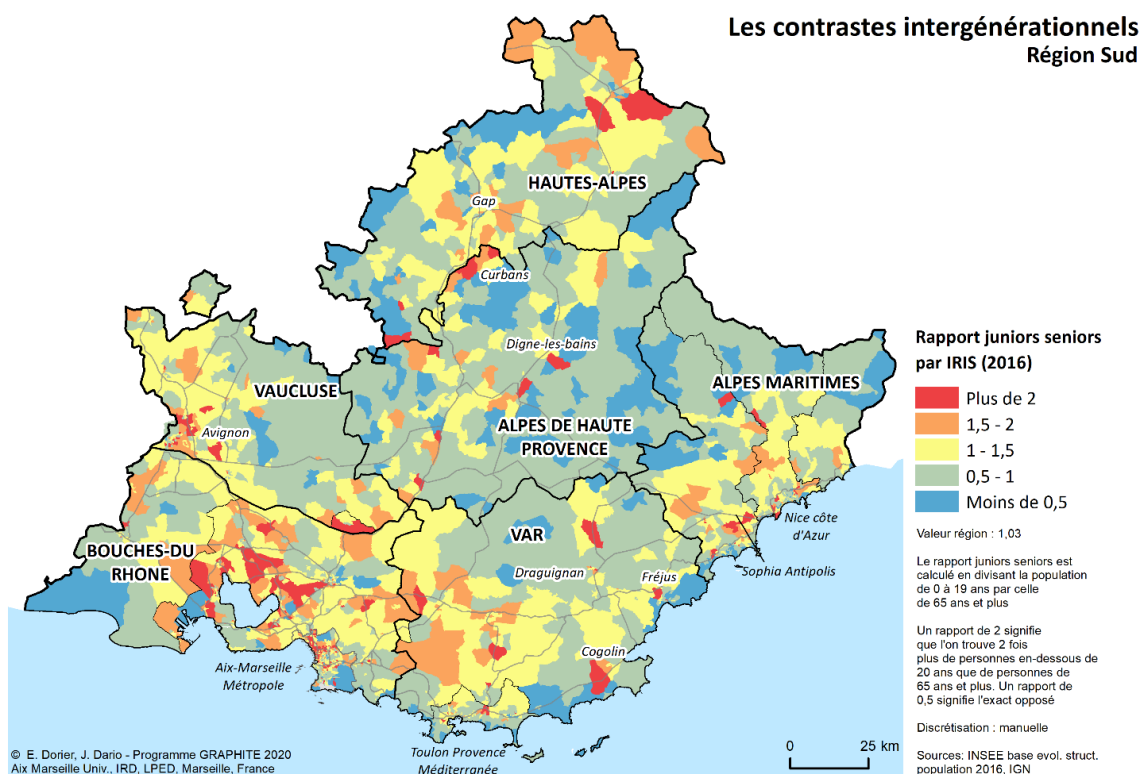 Les contrastes intergénérationnels
Région Sud
HAUTES-ALPES
Gap
Curbans
Digne-les-bains
VAUCLUSE
ALPES MARITIMES
Avignon
ALPES DE HAUTE
PROVENCE
VAR
Nice côte
d'Azur
BOUCHES-DU
RHONE
Draguignan
Fréjus
Sophia Antipolis
Cogolin
Aix-Marseille
Métropole
Toulon Provence
Méditerranée
Rapport juniors seniors
par IRIS (2016)
Plus de 2
1,5 - 2
1 - 1,5
0,5 - 1
Moins de 0,5
Valeur région : 1,03
Le rapport juniors seniors est
calculé en divisant la population
de 0 à 19 ans par celle
de 65 ans et plus
Un rapport de 2 signifie
que l'on trouve 2 fois
plus de personnes en-dessous de
20 ans que de personnes de
65 ans et plus. Un rapport de
0,5 signifie l'exact opposé
Discrétisation : manuelle
Sources: INSEE base evol. struct.
population 2016, IGN
0 25 km
© E. Dorier, J. Dario - Programme GRAPHITE 2020
Aix Marseille Univ., IRD, LPED, Marseille, France